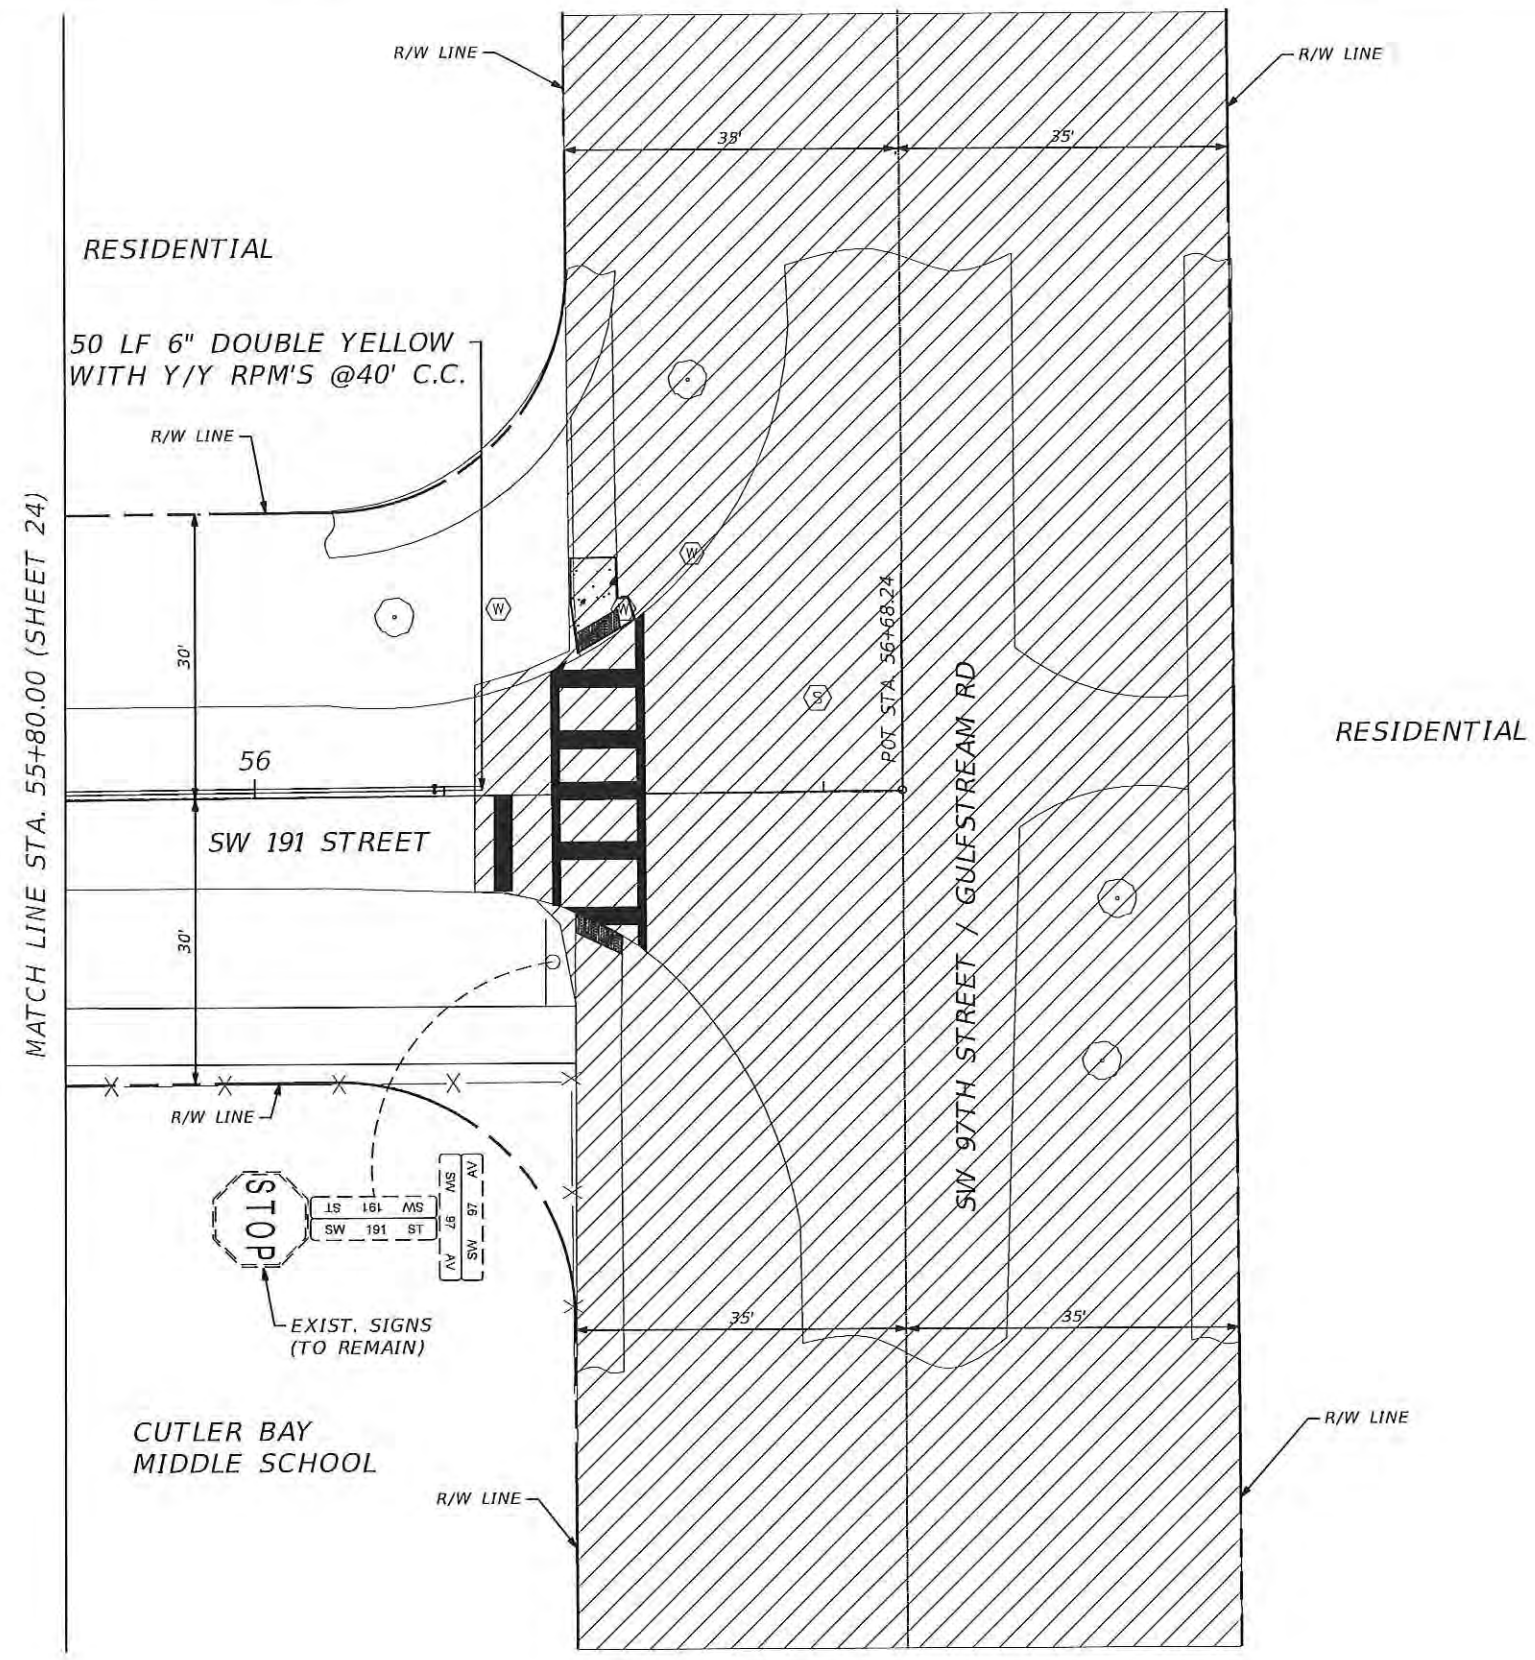 R/W LINE
R/W LINE
35'
35'
RESIDENTIAL
50 LF 6" DOUBLE YELLOW
WITH Y/Y RPM'S @40' C.C.
R/W LINE
MATCH LINE STA. 55+80.00 (SHEET 24)
30'
W
W
W
S
POT STA. 56+68.24
SW 97TH STREET / GULFSTREAM RD
RESIDENTIAL
56
SW 191 STREET
30'
R/W LINE
STOP
SW 191 ST
SW 191 ST
SW 97 AV
SW 97 AV
EXIST. SIGNS
(TO REMAIN)
35'
35'
CUTLER BAY
MIDDLE SCHOOL
R/W LINE
R/W LINE